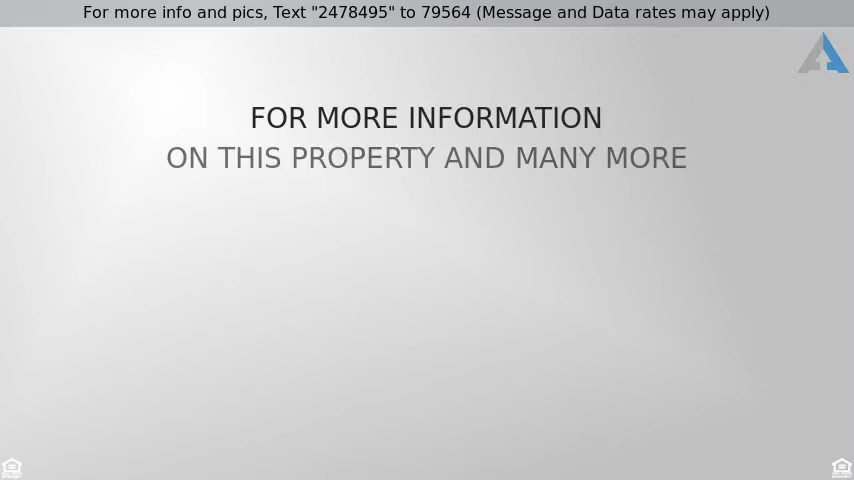 For more info and pics, Text "2478495" to 79564 (Message and Data rates may apply)
FOR MORE INFORMATION
ON THIS PROPERTY AND MANY MORE